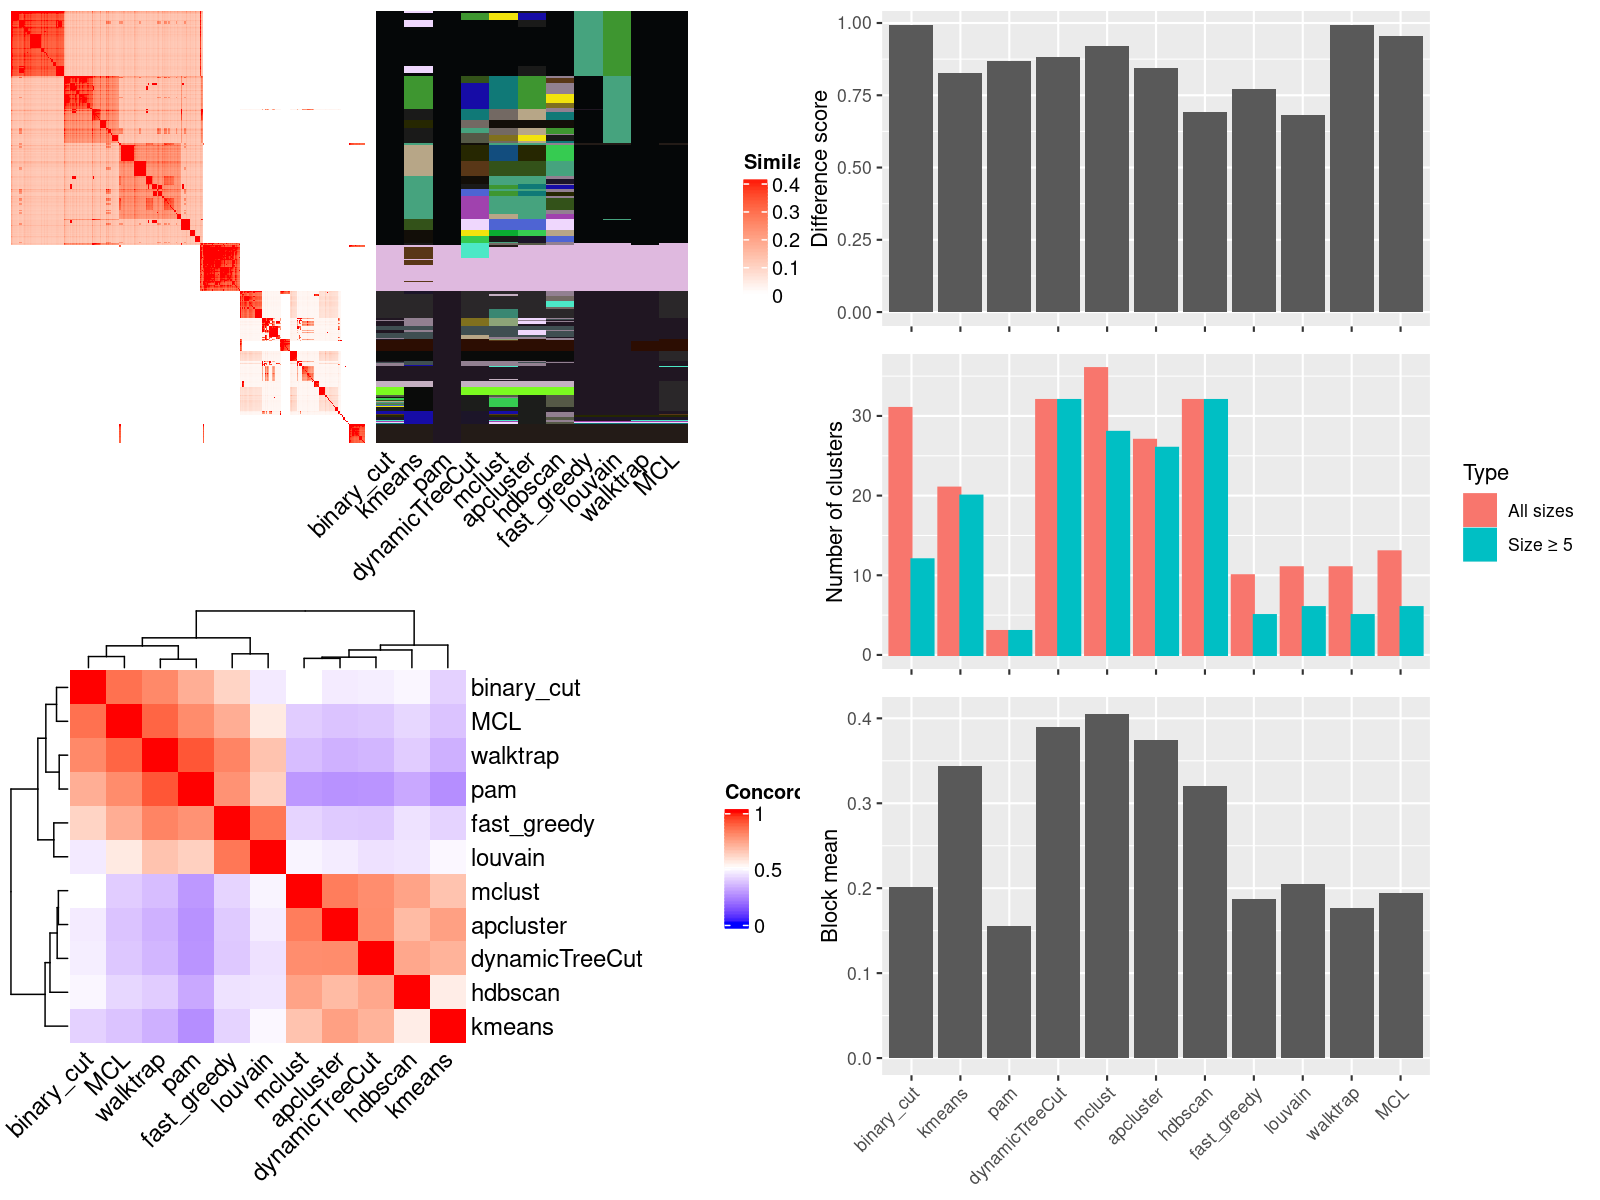 Simila
0.4
0.3
0.2
0.1
0
binary_cut
kmeans
pam
dynamicTreeCut
mclust
apcluster
hdbscan
fast_greedy
louvain
walktrap
MCL
binary_cut
MCL
walktrap
pam
fast_greedy
louvain
mclust
apcluster
dynamicTreeCut
hdbscan
kmeans
binary_cut
MCL
walktrap
pam
fast_greedy
louvain
mclust
apcluster
dynamicTreeCut
hdbscan
kmeans
Concord
1
0.5
0
Difference score
1.00
0.75
0.50
0.25
0.00
Number of clusters
30
20
10
0
Type
All sizes
Size ≥ 5
Block mean
0.4
0.3
0.2
0.1
0.0
binary_cut
kmeans
pam
dynamicTreeCut
mclust
apcluster
hdbscan
fast_greedy
louvain
walktrap
MCL